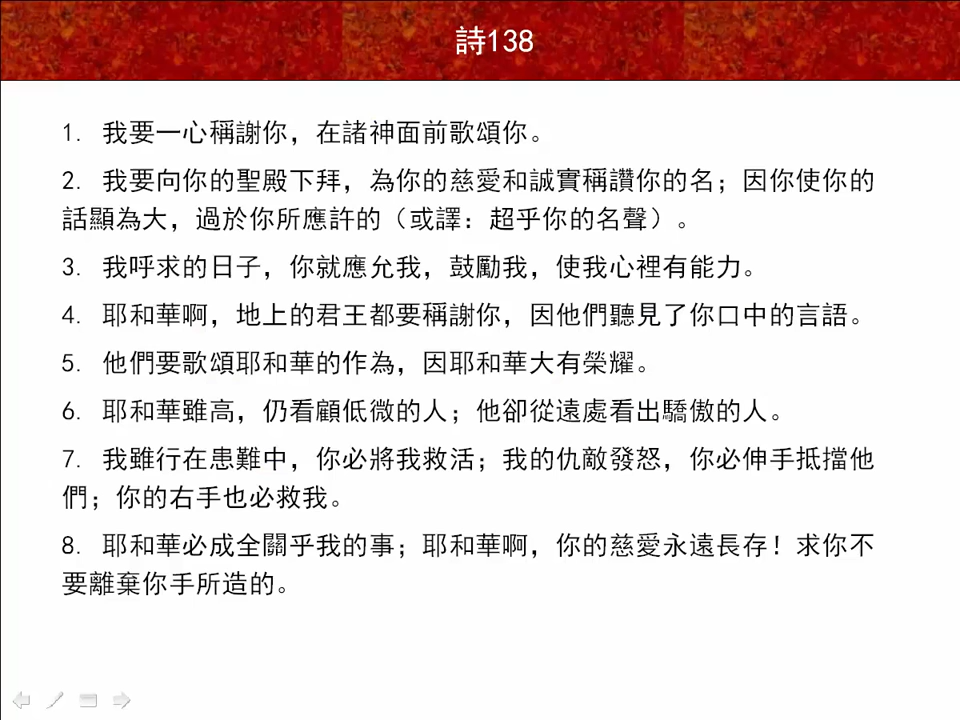 詩138
1. 我要一心稱謝你，在諸神面前歌頌你。
2. 我要向你的聖殿下拜，為你的慈愛和誠實稱讚你的名；因你使你的
話顯為大，過於你所應許的（或譯：超乎你的名聲）。
3. 我呼求的日子，你就應允我，鼓勵我，使我心裡有能力。
4. 耶和華啊，地上的君王都要稱謝你，因他們聽見了你口中的言語。
5. 他們要歌頌耶和華的作為，因耶和華大有榮耀。
6. 耶和華雖高，仍看顧低微的人；他卻從遠處看出驕傲的人。
7. 我雖行在患難中，你必將我救活；我的仇敵發怒，你必伸手抵擋他
們；你的右手也必救我。
8. 耶和華必成全關乎我的事；耶和華啊，你的慈愛永遠長存！求你不
要離棄你手所造的。